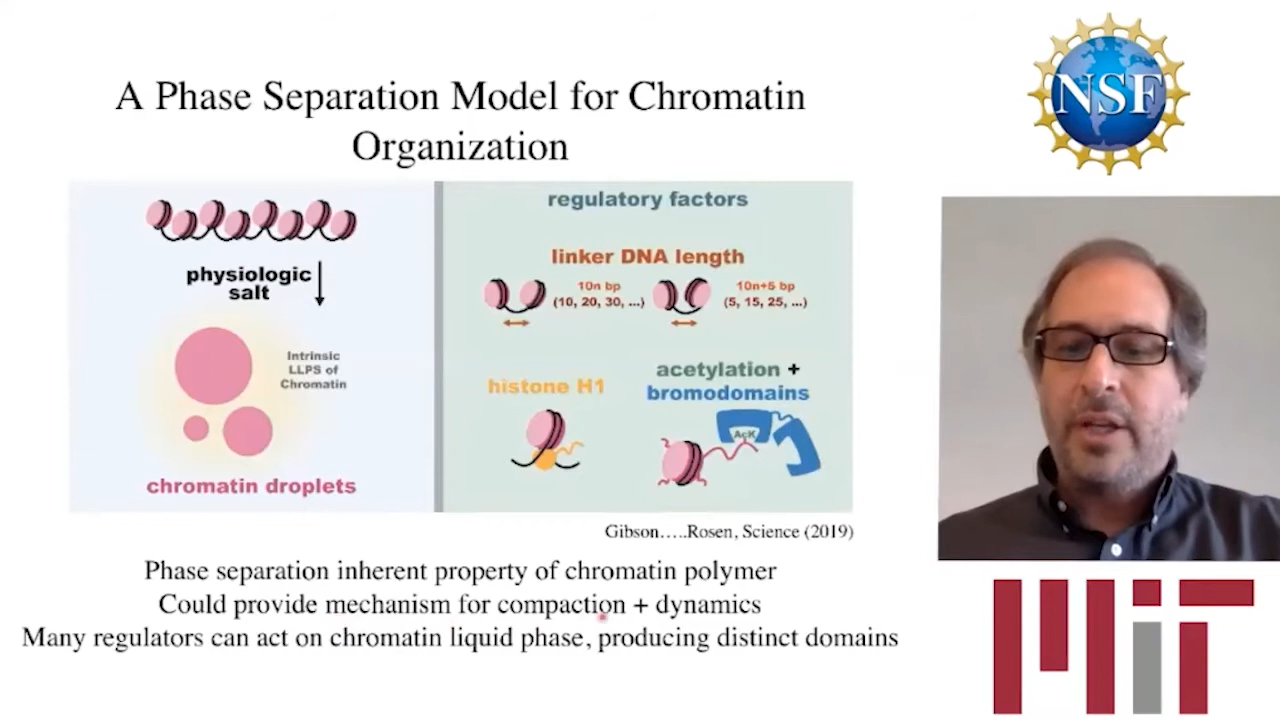 A Phase Separation Model for Chromatin
Organization
NSF
physiologic
salt
Intrinsic
LLPS of
Chromatin
chromatin droplets
regulatory factors
linker DNA length
10n bp
(10, 20, 30, ...)
10n+5 bp
(5, 15, 25, ...)
histone H1
acetylation +
bromodomains
AcK
Gibson.....Rosen, Science (2019)
Phase separation inherent property of chromatin polymer
Could provide mechanism for compaction + dynamics
Many regulators can act on chromatin liquid phase, producing distinct domains
MIT